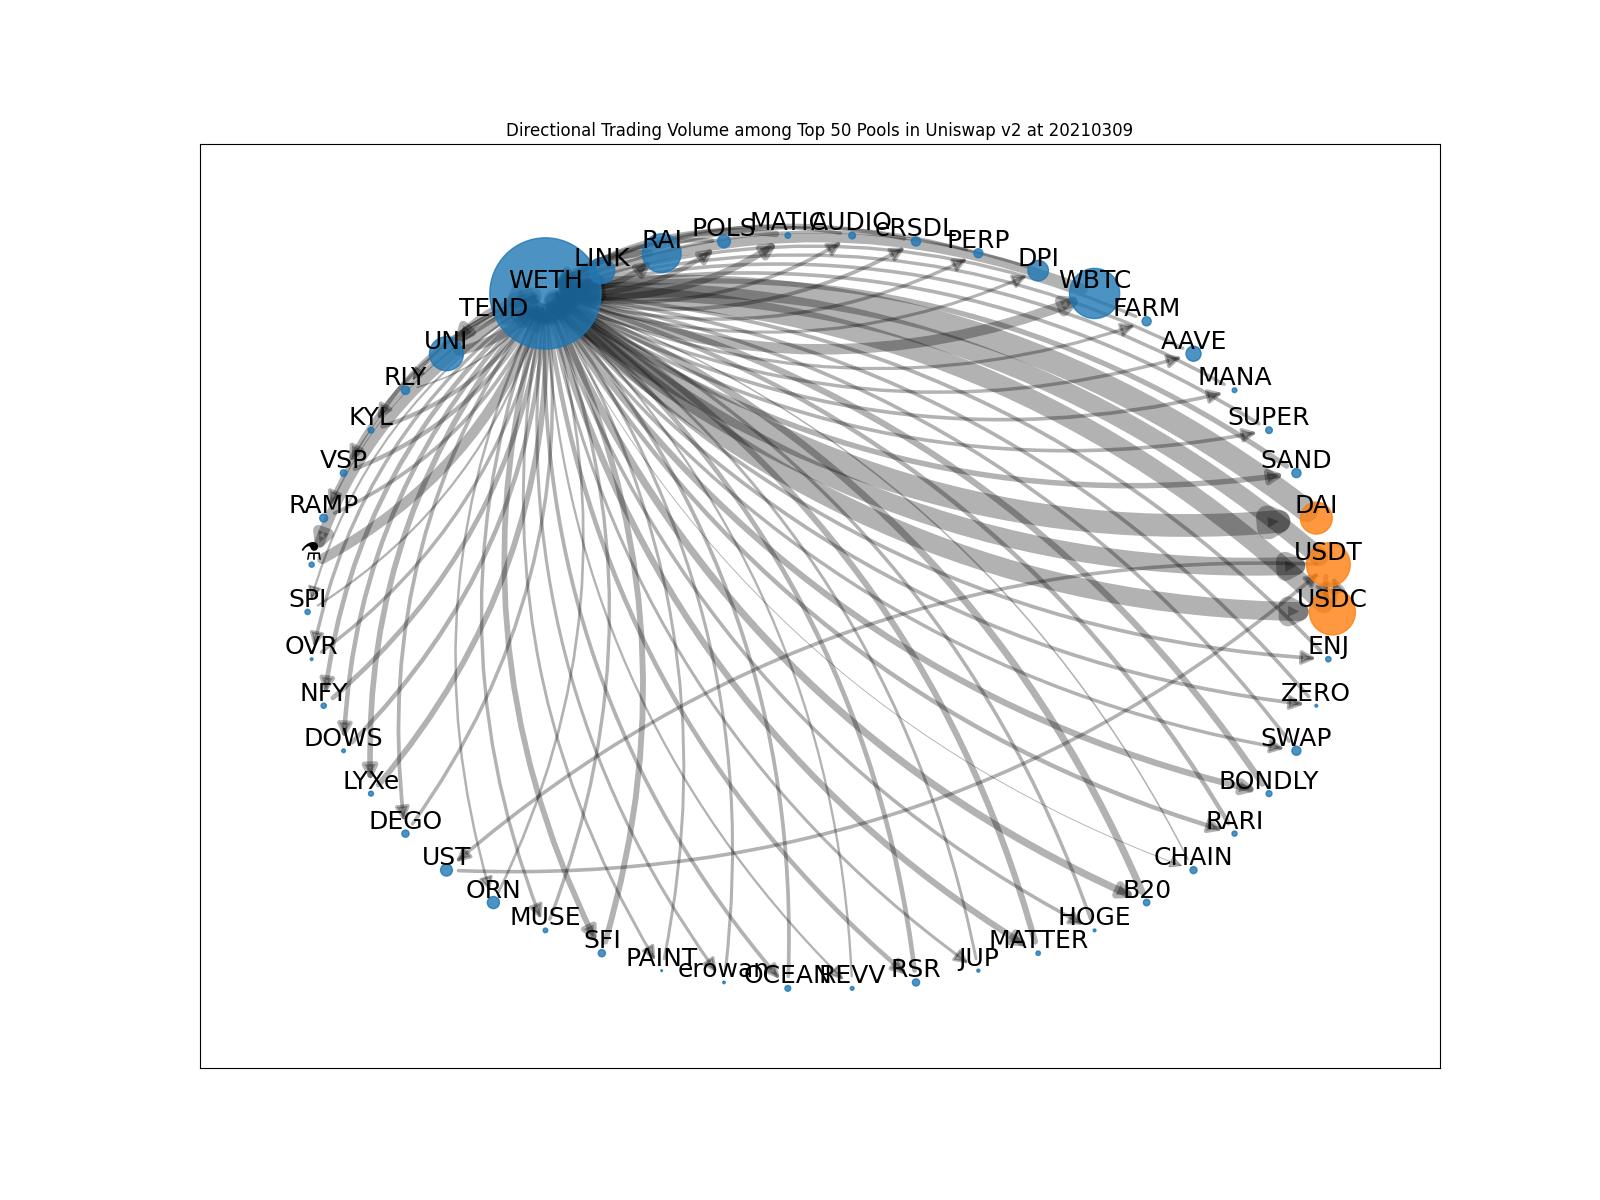 Directional Trading Volume among Top 50 Pools in Uniswap v2 at 20210309
MATIC
AUDIO
POLS
cRSDL
RAI
PERP
LINK
DPI
WETH
WBTC
TEND
FARM
UNI
AAVE
RLY
MANA
KYL
SUPER
VSP
SAND
RAMP
DAI
⚗
USDT
SPI
USDC
OVR
ENJ
NFY
ZERO
DOWS
SWAP
LYXe
BONDLY
DEGO
RARI
UST
CHAIN
ORN
B20
MUSE
HOGE
SFI
MATTER
PAINT
JUP
erowan
RSR
OCEAN
REVV